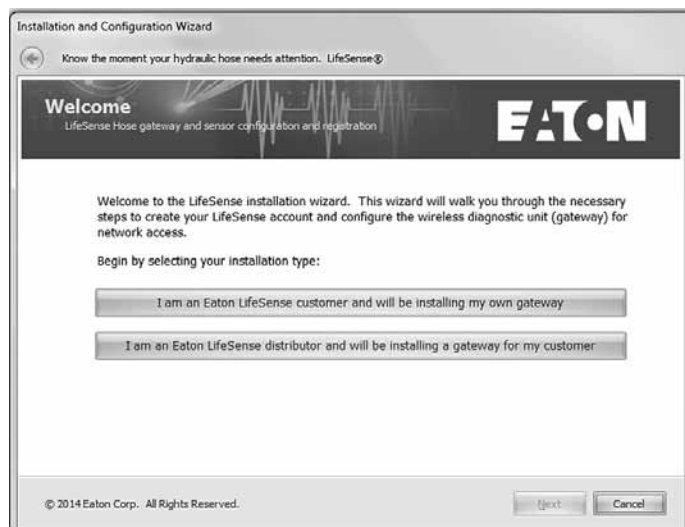 Installation and Configuration Wizard
Know the moment your hydraulic hose needs attention. LifeSense®
Welcome
LifeSense Hose gateway and sensor configuration and registration
EATON
Welcome to the LifeSense installation wizard. This wizard will walk you through the necessary
steps to create your LifeSense account and configure the wireless diagnostic unit (gateway) for
network access.
Begin by selecting your installation type:
I am an Eaton LifeSense customer and will be installing my own gateway
I am an Eaton LifeSense distributor and will be installing a gateway for my customer
© 2014 Eaton Corp. All Rights Reserved.
Next
Cancel